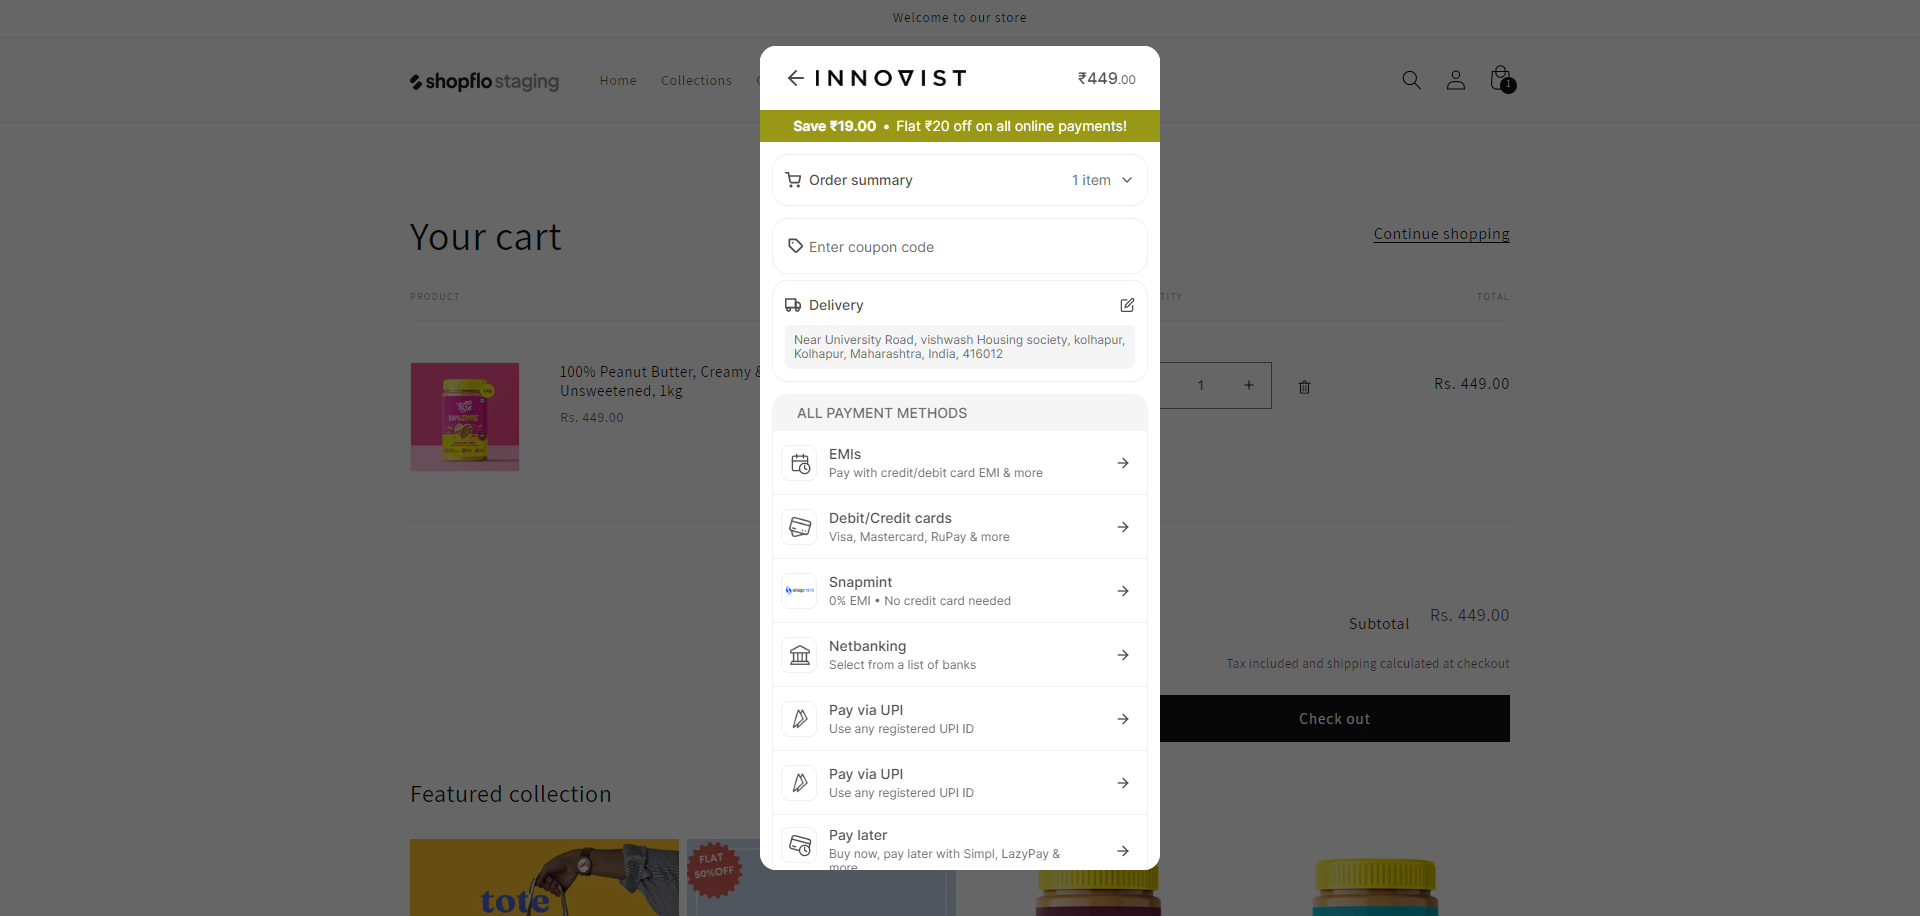 Welcome to our store
shopflo staging
Home
Collections
1
Your cart
Continue shopping
PRODUCT
TITY
TOTAL
100% Peanut Butter, Creamy &
Unsweetened, 1kg
Rs. 449.00
1
+
Rs. 449.00
Subtotal
Rs. 449.00
Tax included and shipping calculated at checkout
Check out
Featured collection
tote
FLAT
50%OFF
INNOVIST
₹449.00
Save ₹19.00 • Flat ₹20 off on all online payments!
Order summary
1 item
Enter coupon code
Delivery
Near University Road, vishwash Housing society, kolhapur,
Kolhapur, Maharashtra, India, 416012
ALL PAYMENT METHODS
EMIs
Pay with credit/debit card EMI & more
Debit/Credit cards
Visa, Mastercard, RuPay & more
snapmint
Snapmint
0% EMI • No credit card needed
Netbanking
Select from a list of banks
Pay via UPI
Use any registered UPI ID
Pay via UPI
Use any registered UPI ID
Pay later
Buy now, pay later with Simpl, LazyPay &
more